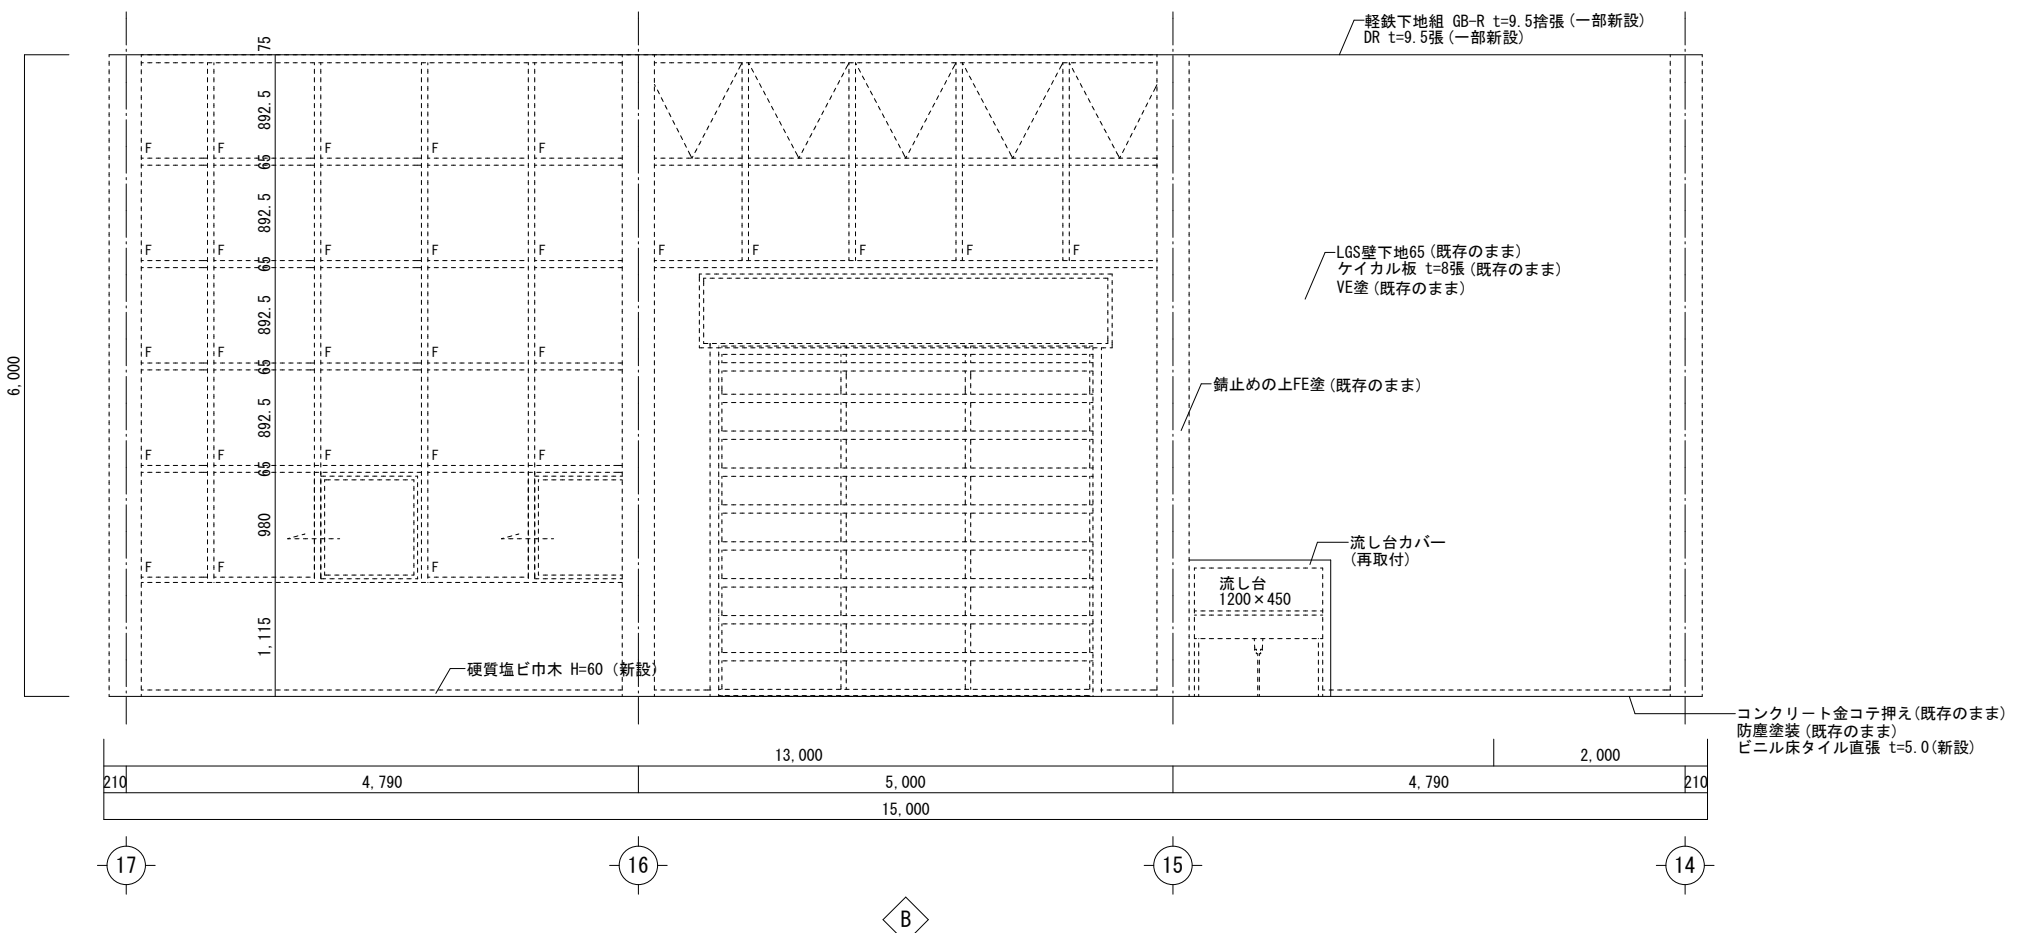 軽鉄下地組 GB-R t=9.5捨張(一部新設)
DR t=9.5張(一部新設)
75
892.5
F F F F F
65
892.5
F F F F F F F F F F
65
LGS壁下地65(既存のまま)
ケイカル板 t=8張(既存のまま)
VE塗(既存のまま)
892.5
F F F F F
65
6,000
錆止めの上FE塗(既存のまま)
892.5
F F F F F
65
980
流し台カバー
(再取付)
F F
流し台
1200×450
1,115
硬質塩ビ巾木 H=60 (新設)
コンクリート金コテ押え(既存のまま)
防塵塗装(既存のまま)
ビニル床タイル直張 t=5.0(新設)
13,000 2,000
210 4,790 5,000 4,790 210
15,000
17 16 15 14
B